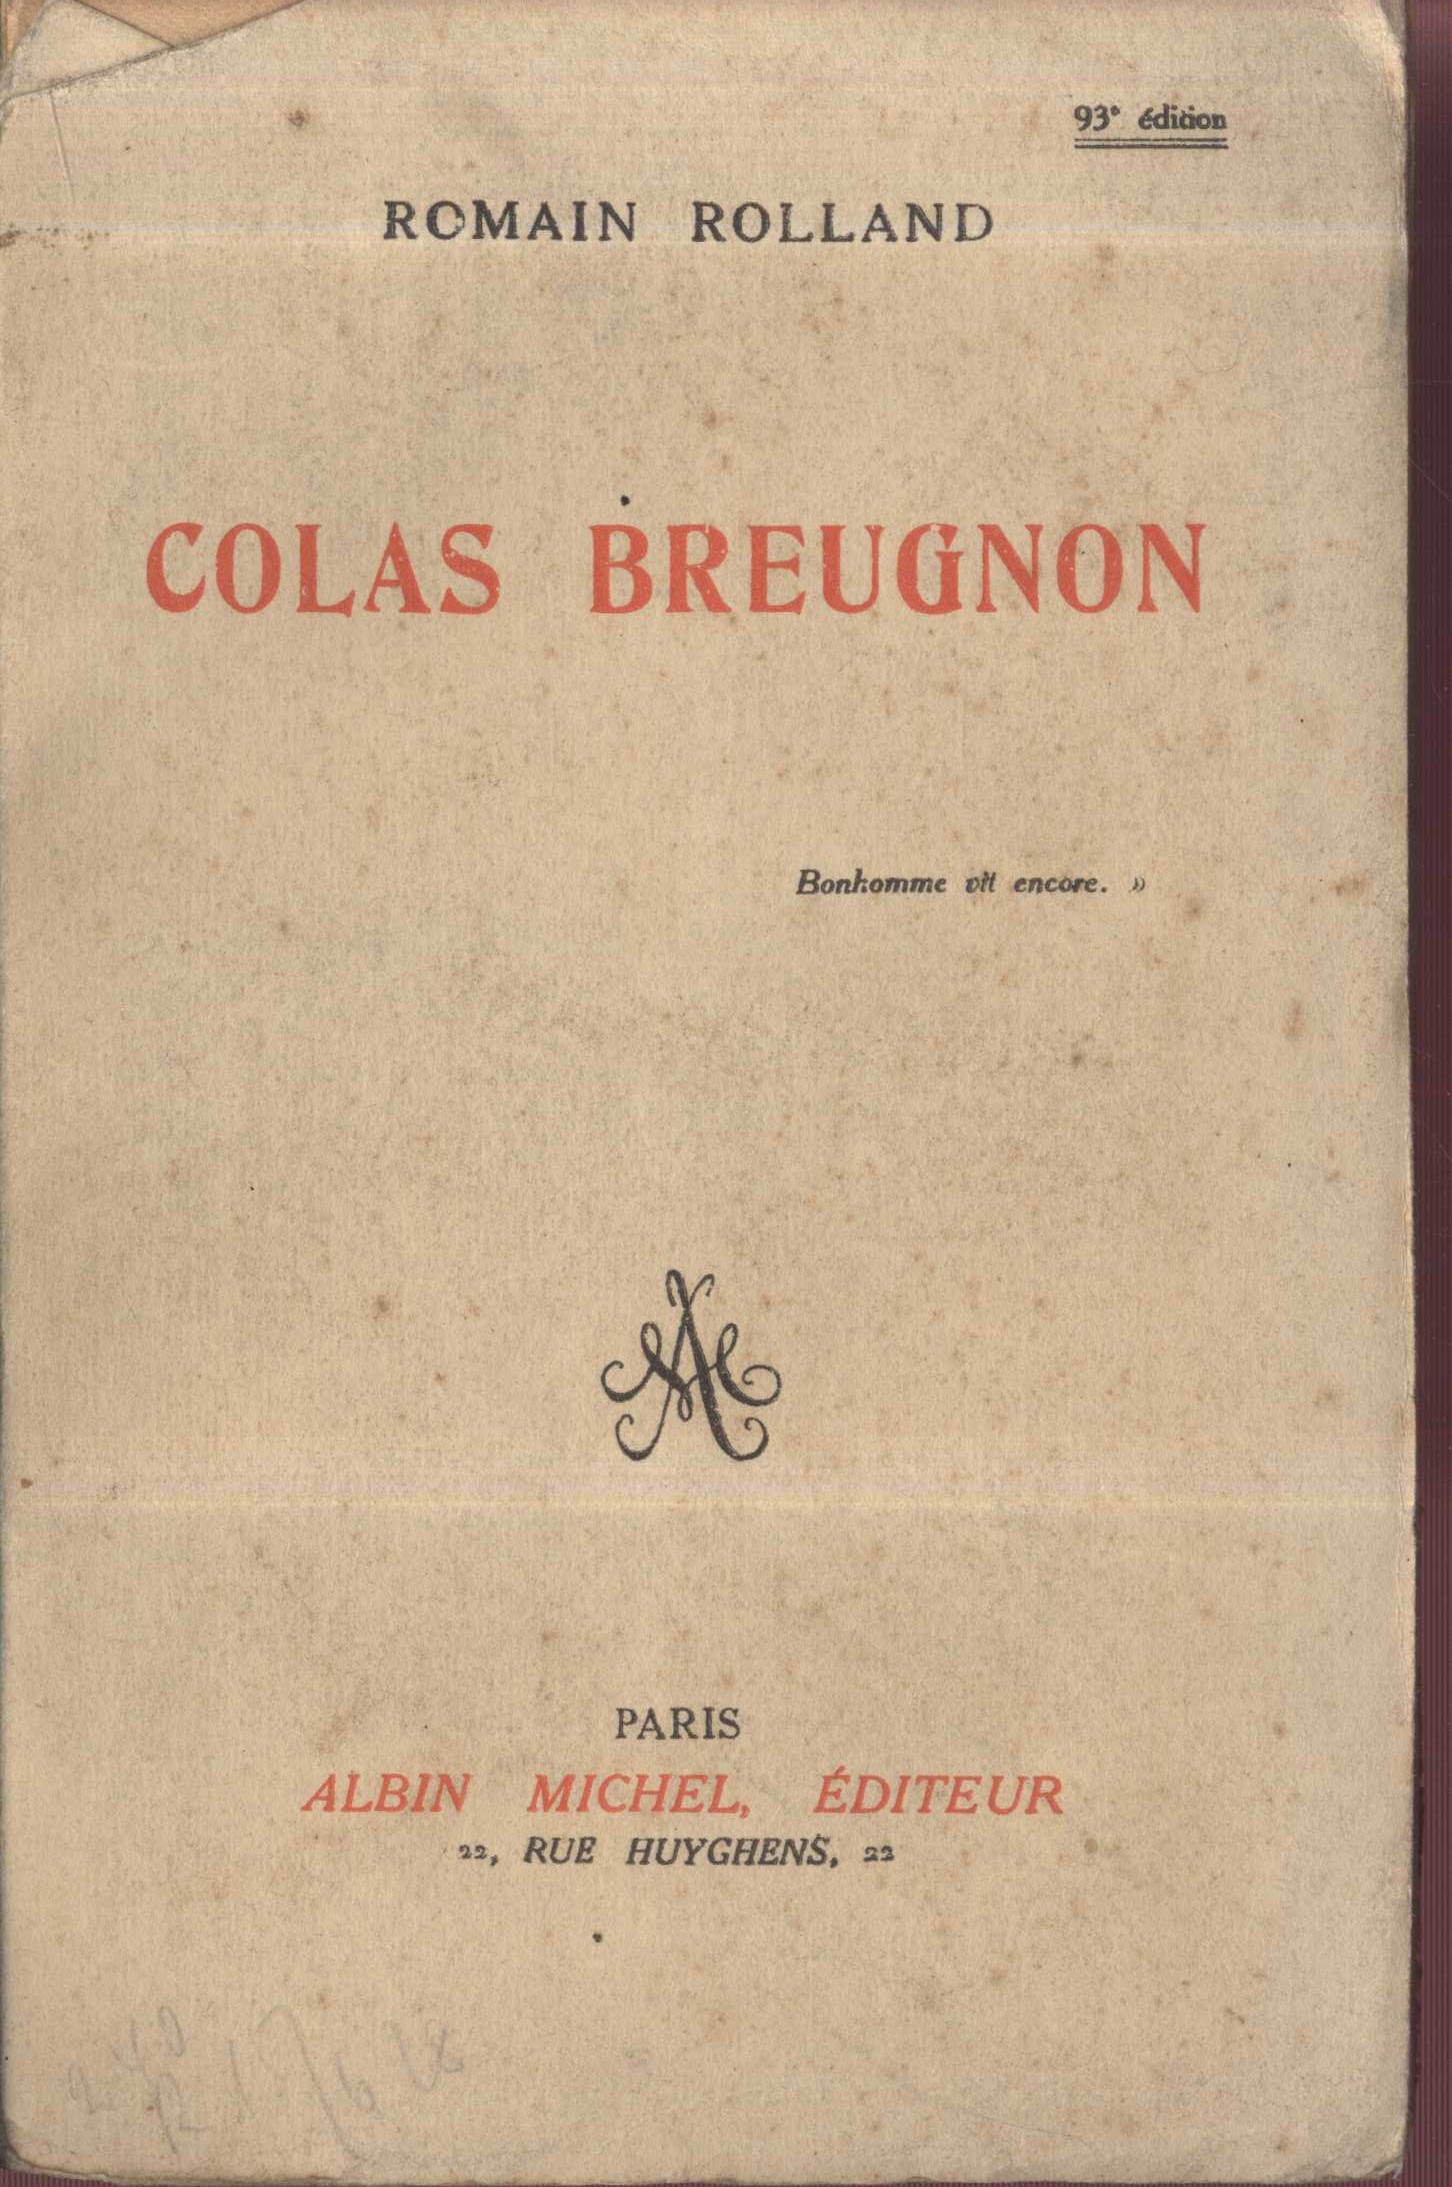 93e édition
ROMAIN ROLLAND
COLAS BREUGNON
Bonhomme vit encore. »
PARIS
ALBIN MICHEL, ÉDITEUR
22, RUE HUYGHENS, 22